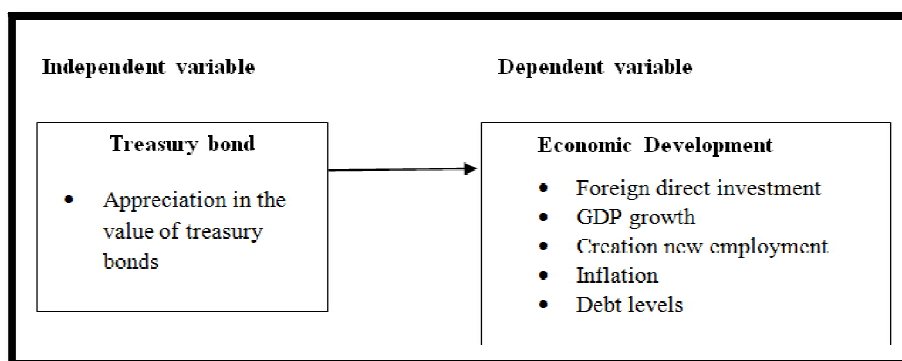 Independent variable
Dependent variable
Treasury bond
• Appreciation in the
value of treasury
bonds
Economic Development
• Foreign direct investment
• GDP growth
• Creation new employment
• Inflation
• Debt levels